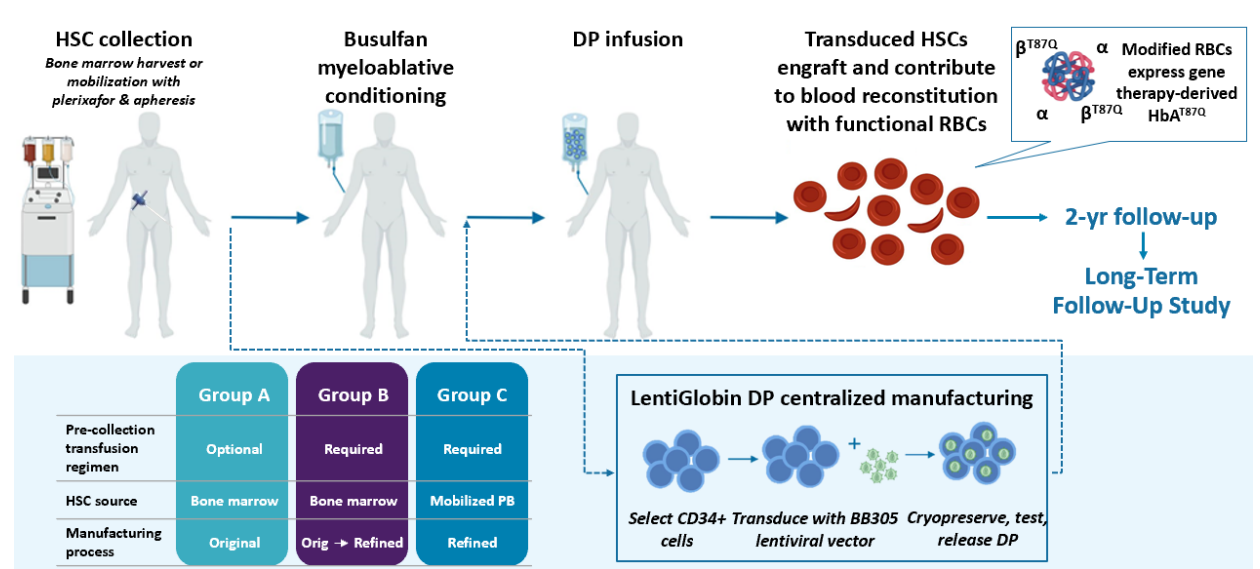 HSC collection
Bone marrow harvest or
mobilization with
plerixafor & apheresis
Busulfan
myeloablative
conditioning
DP infusion
Transduced HSCs
engraft and contribute
to blood reconstitution
with functional RBCs
βT87Q
α
α
βT87Q
Modified RBCs
express gene
therapy-derived
HbAT87Q
2-yr follow-up
Long-Term
Follow-Up Study
Group A
Group B
Group C
Pre-collection
transfusion
regimen
Optional
Required
Required
HSC source
Bone marrow
Bone marrow
Mobilized PB
Manufacturing
process
Original
Orig → Refined
Refined
LentiGlobin DP centralized manufacturing
+
Select CD34+
cells
Transduce with BB305
lentiviral vector
Cryopreserve, test,
release DP